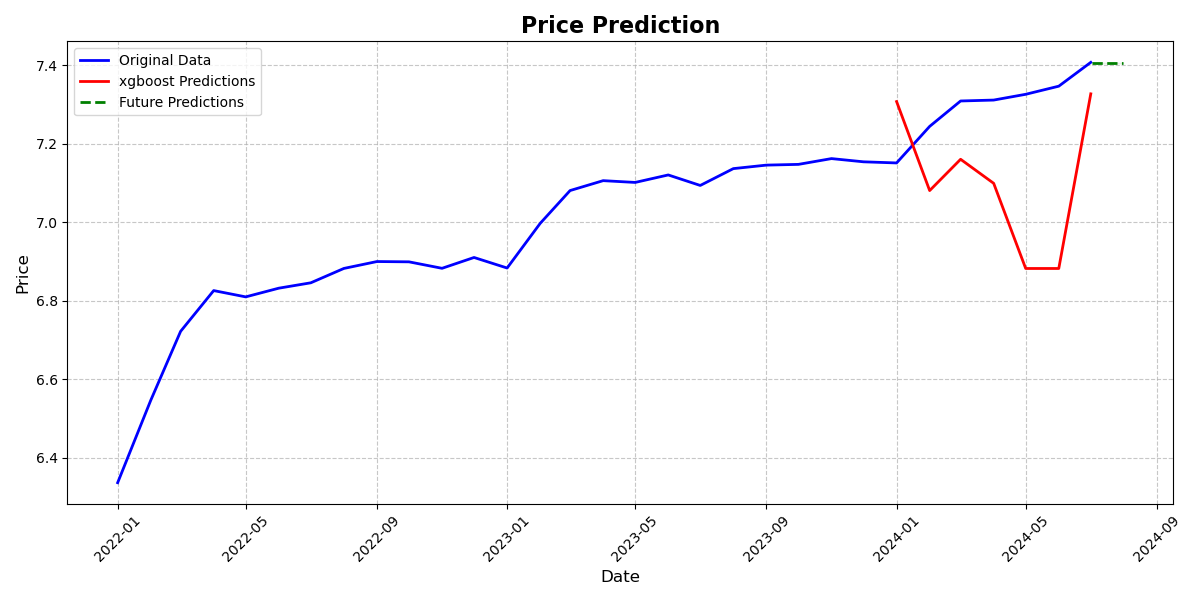 Price Prediction
Original Data
xgboost Predictions
Future Predictions
Price
7.4
7.2
7.0
6.8
6.6
6.4
2022-01
2022-05
2022-09
2023-01
2023-05
2023-09
2024-01
2024-05
2024-09
Date